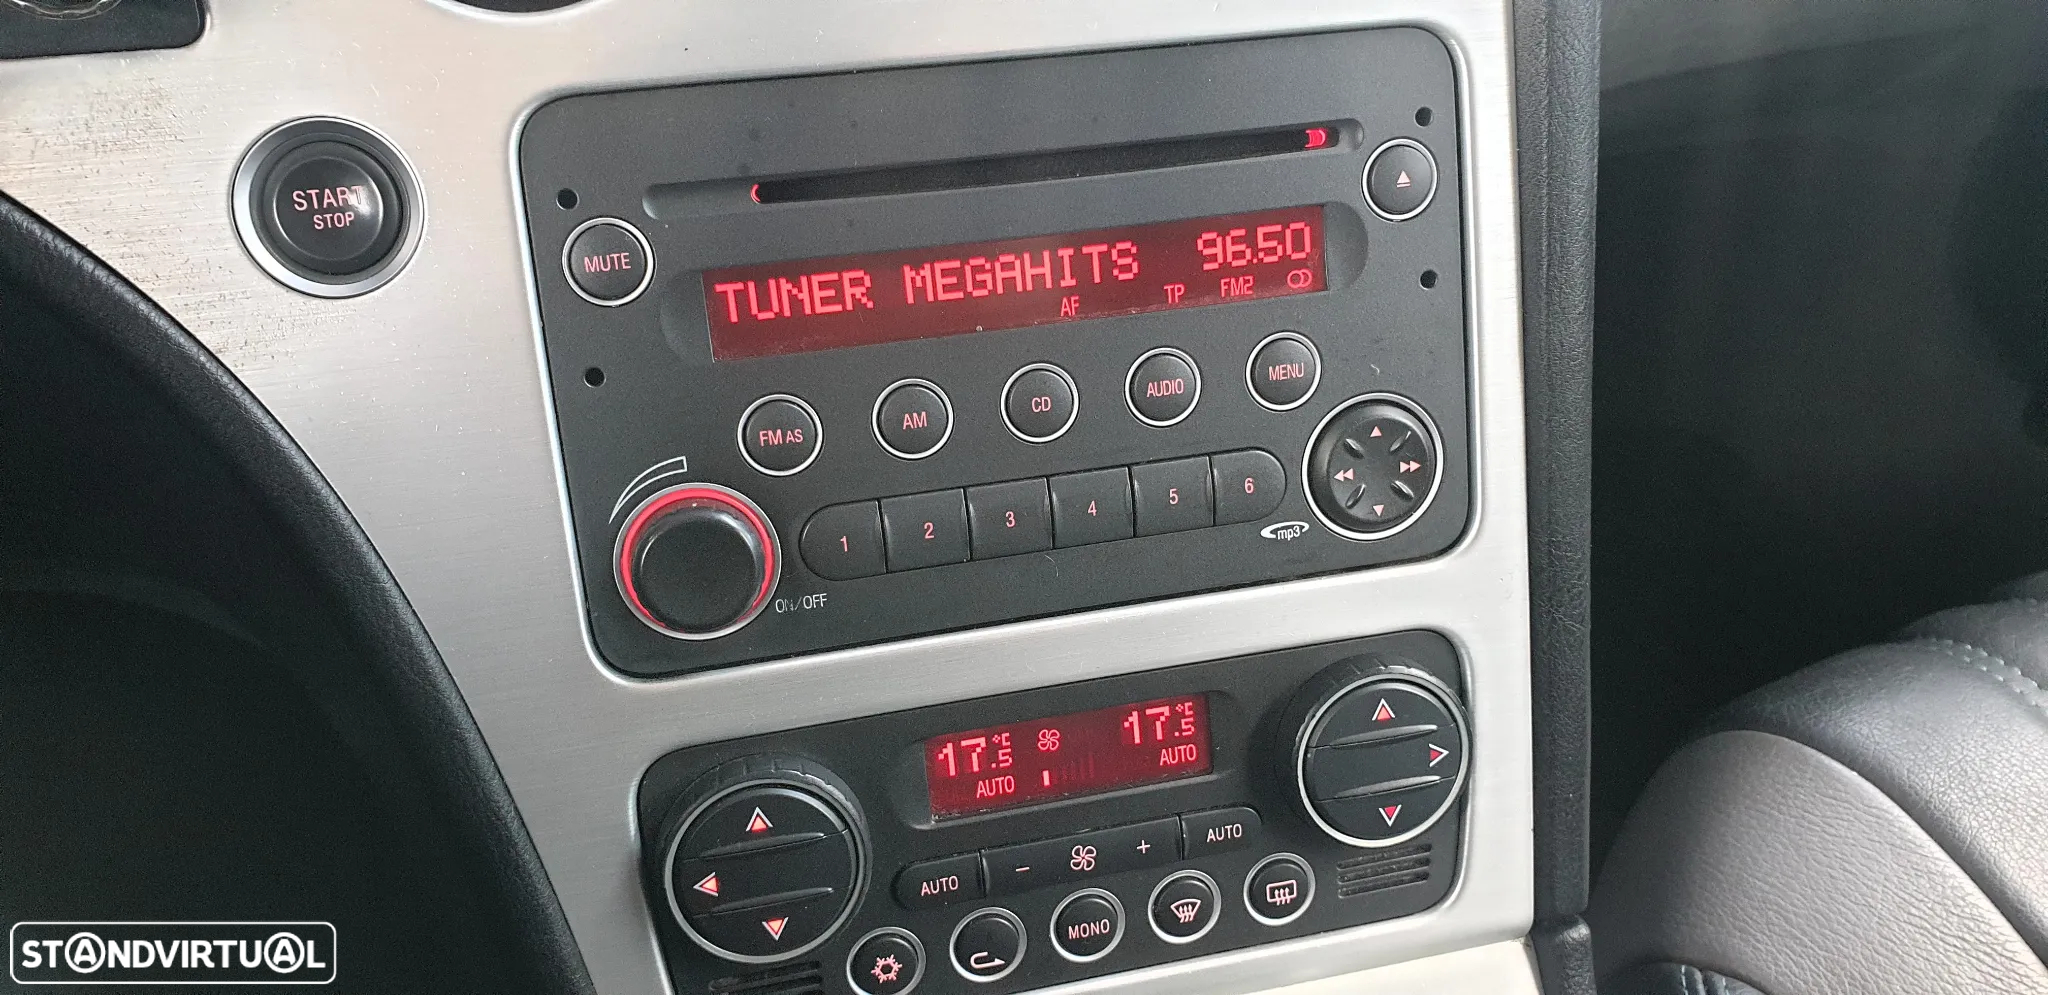 START
STOP
MUTE
TUNER MEGAHITS 96.50
AF TP FM2
FM AS AM CD AUDIO MENU
1 2 3 4 5 6
mp3
ON/OFF
17.5 °C 17.5 °C
AUTO AUTO
AUTO - + AUTO
MONO
STANDVIRTUAL